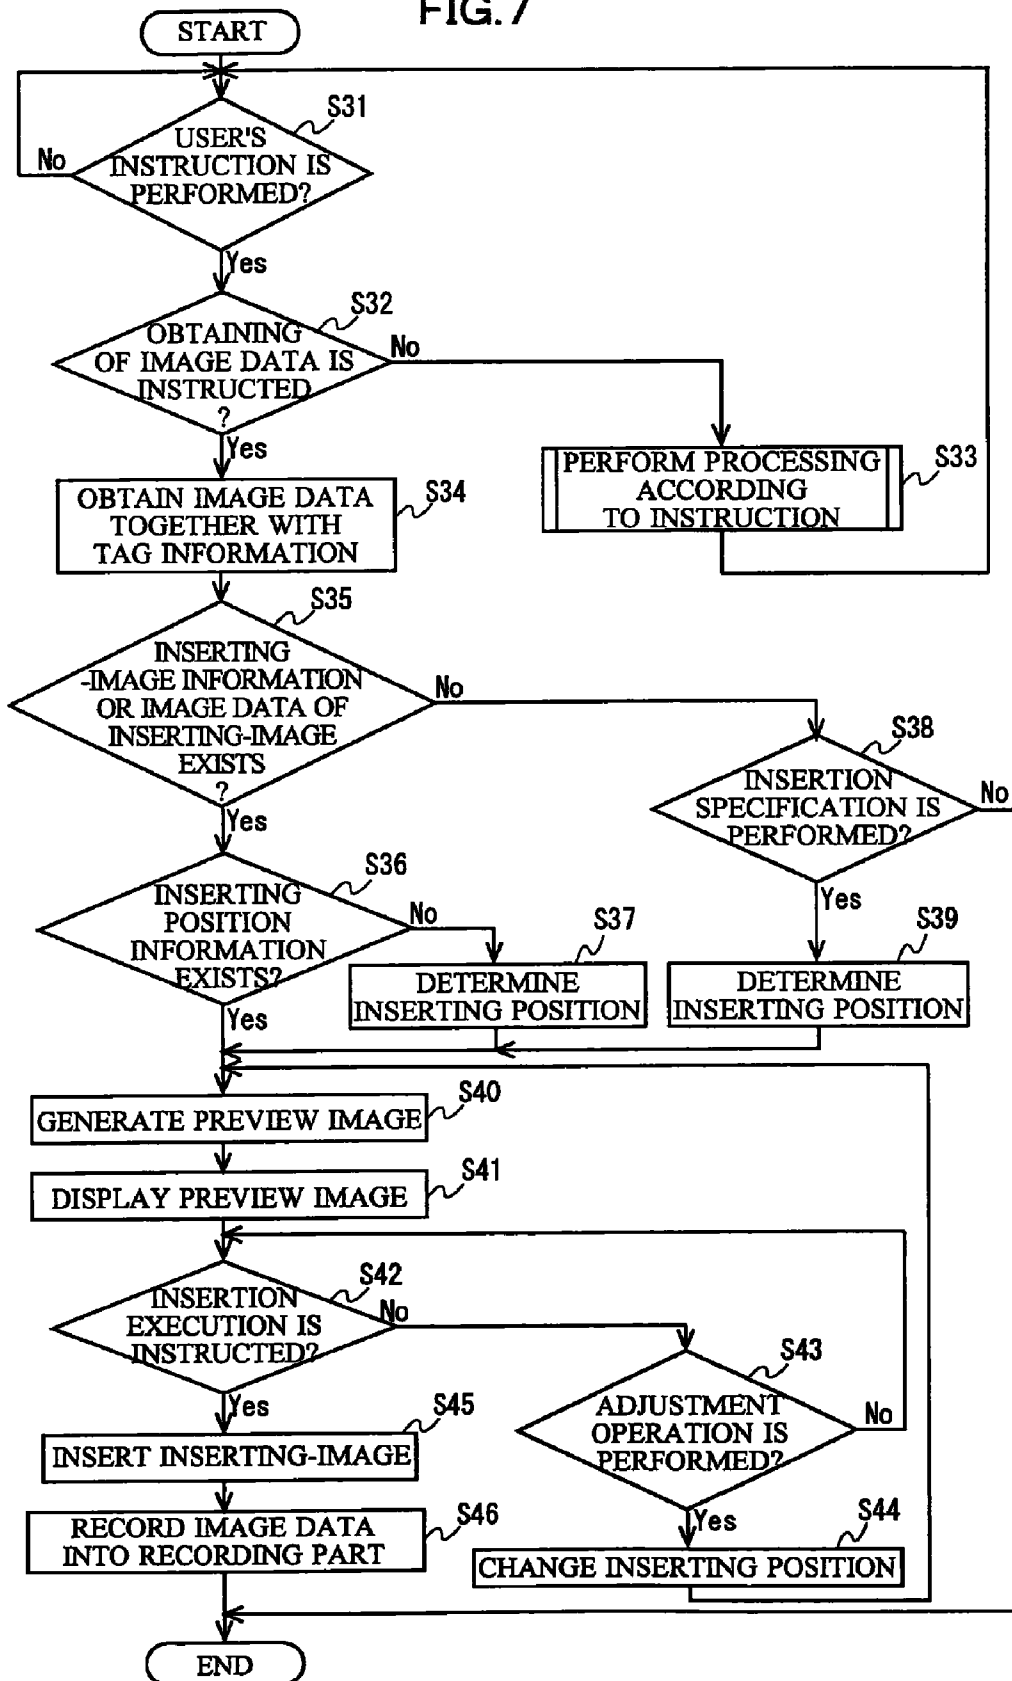 FIG. 7
START
S31
USER'S
INSTRUCTION IS
PERFORMED?
No
Yes
S32
OBTAINING
OF IMAGE DATA IS
INSTRUCTED
?
No
Yes
PERFORM PROCESSING
ACCORDING
TO INSTRUCTION
S33
OBTAIN IMAGE DATA
TOGETHER WITH
TAG INFORMATION
S34
S35
INSERTING
-IMAGE INFORMATION
OR IMAGE DATA OF
INSERTING-IMAGE
EXISTS
?
No
Yes
S38
INSERTION
SPECIFICATION IS
PERFORMED?
No
Yes
S36
INSERTING
POSITION
INFORMATION
EXISTS?
No
Yes
S37
DETERMINE
INSERTING POSITION
S39
DETERMINE
INSERTING POSITION
GENERATE PREVIEW IMAGE
S40
DISPLAY PREVIEW IMAGE
S41
S42
INSERTION
EXECUTION IS
INSTRUCTED?
No
Yes
S43
ADJUSTMENT
OPERATION IS
PERFORMED?
No
Yes
S44
CHANGE INSERTING POSITION
S45
INSERT INSERTING-IMAGE
RECORD IMAGE DATA
INTO RECORDING PART
S46
END